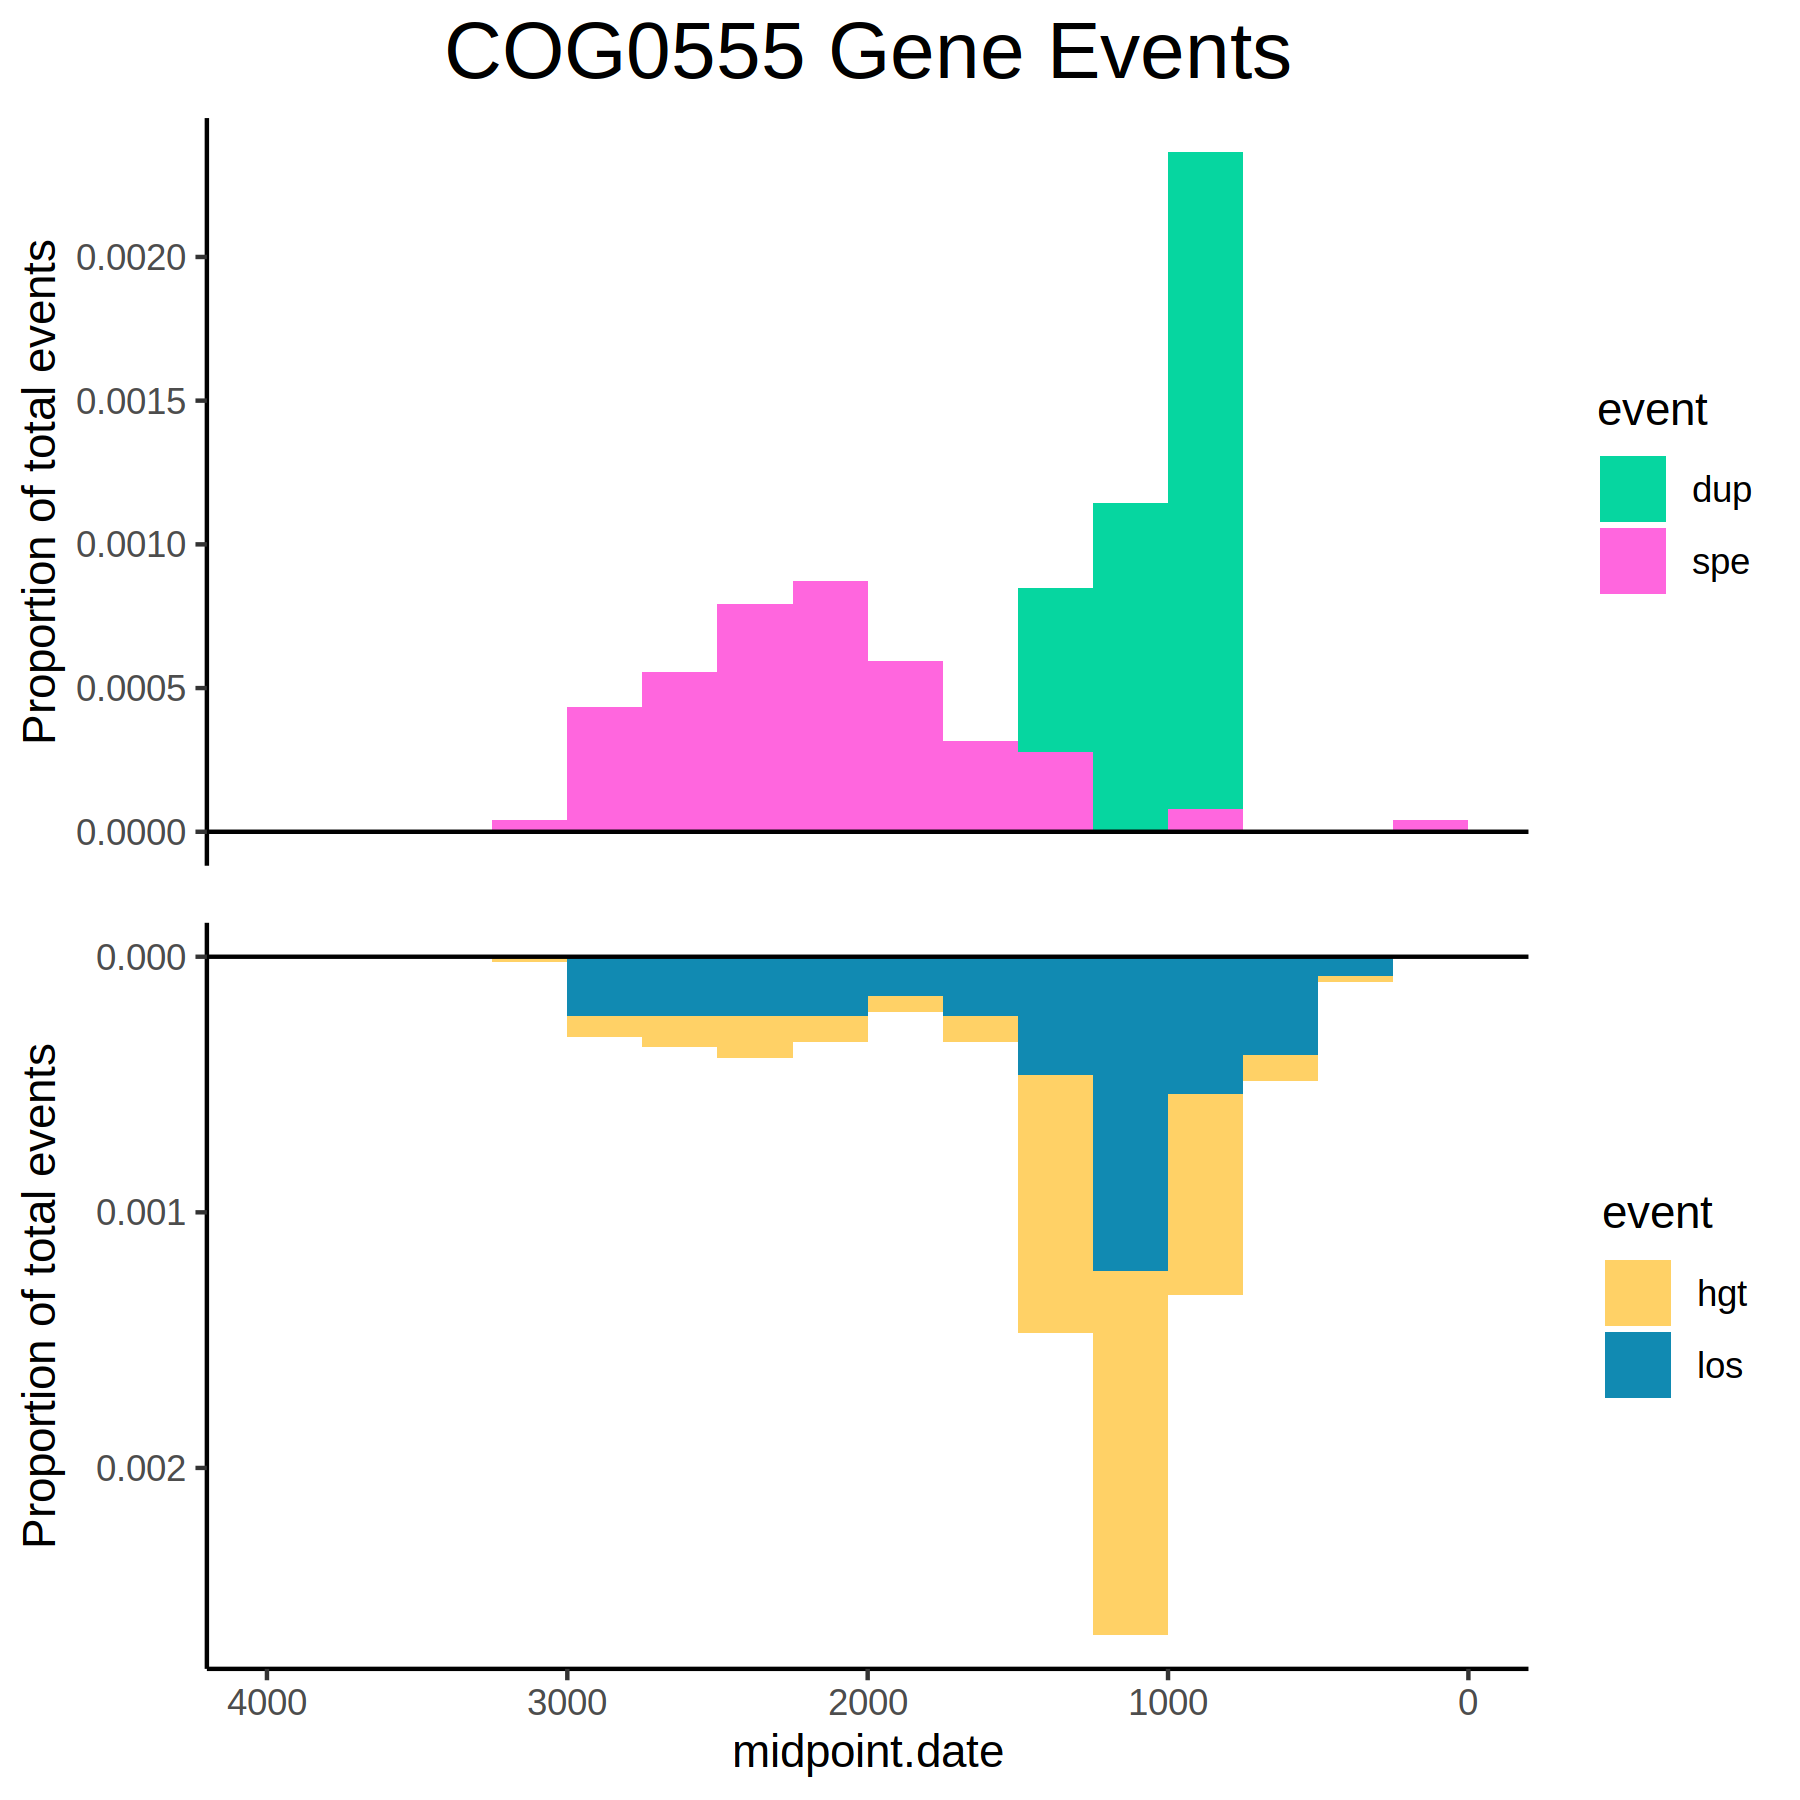 COG0555 Gene Events
Proportion of total events
0.0020
0.0015
0.0010
0.0005
0.0000
event
dup
spe
Proportion of total events
0.000
0.001
0.002
event
hgt
los
4000 3000 2000 1000 0
midpoint.date